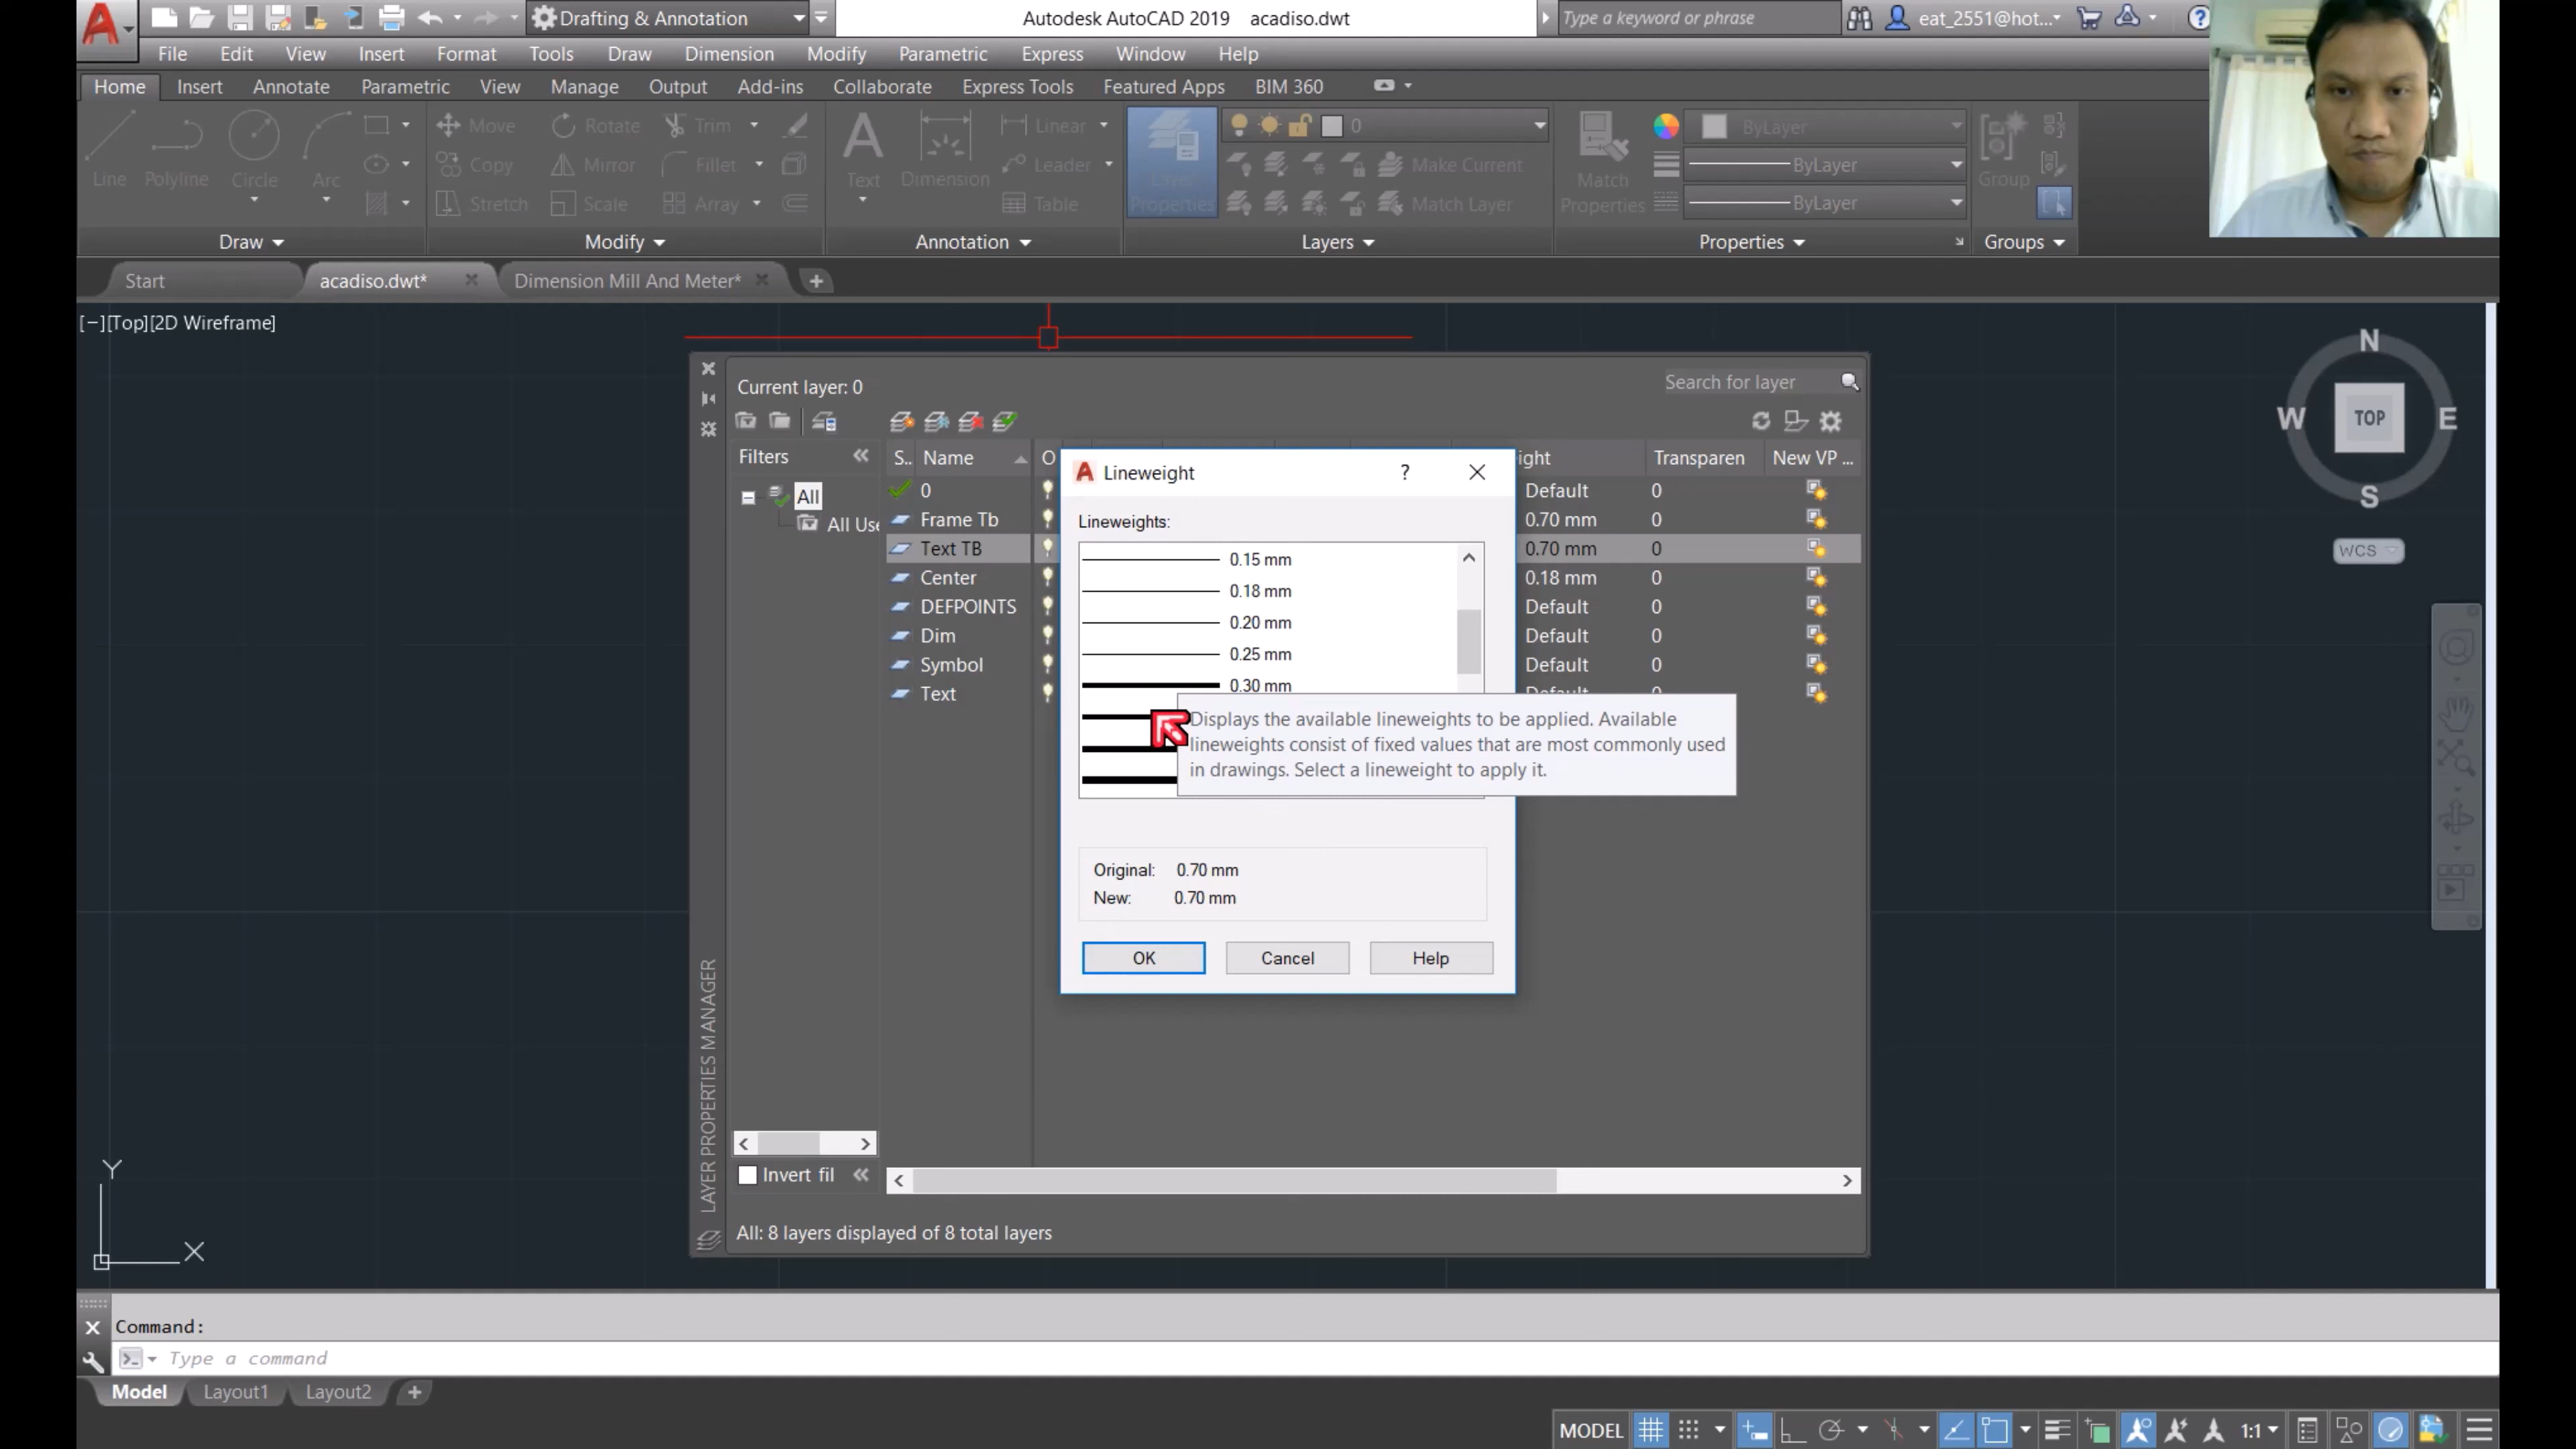 Drafting & Annotation
Autodesk AutoCAD 2019 acadiso.dwt
Type a keyword or phrase
eat_2551@hot...
File Edit View Insert Format Tools Draw Dimension Modify Parametric Express Window Help
Home Insert Annotate Parametric View Manage Output Add-ins Collaborate Express Tools Featured Apps BIM 360
Line Polyline Circle Arc
Move Rotate Trim
Copy Mirror Fillet
Stretch Scale Array
Text Dimension
Linear
Leader
Table
Layer
Properties
0
Make Current
Match Layer
Match
Properties
ByLayer
ByLayer
ByLayer
Group
Draw Modify Annotation Layers Properties Groups
Start acadiso.dwt* Dimension Mill And Meter*
[−][Top][2D Wireframe]
N
W TOP E
S
WCS
Current layer: 0
Search for layer
Filters
All
All Use
S.. Name O ight Transparen New VP ...
0 Default 0
Frame Tb 0.70 mm 0
Text TB 0.70 mm 0
Center 0.18 mm 0
DEFPOINTS Default 0
Dim Default 0
Symbol Default 0
Text Default 0
Lineweight ?
Lineweights:
0.15 mm
0.18 mm
0.20 mm
0.25 mm
0.30 mm
Displays the available lineweights to be applied. Available
lineweights consist of fixed values that are most commonly used
in drawings. Select a lineweight to apply it.
Original: 0.70 mm
New: 0.70 mm
OK Cancel Help
Invert fil
LAYER PROPERTIES MANAGER
All: 8 layers displayed of 8 total layers
Y
X
Command:
Type a command
Model Layout1 Layout2
MODEL 1:1